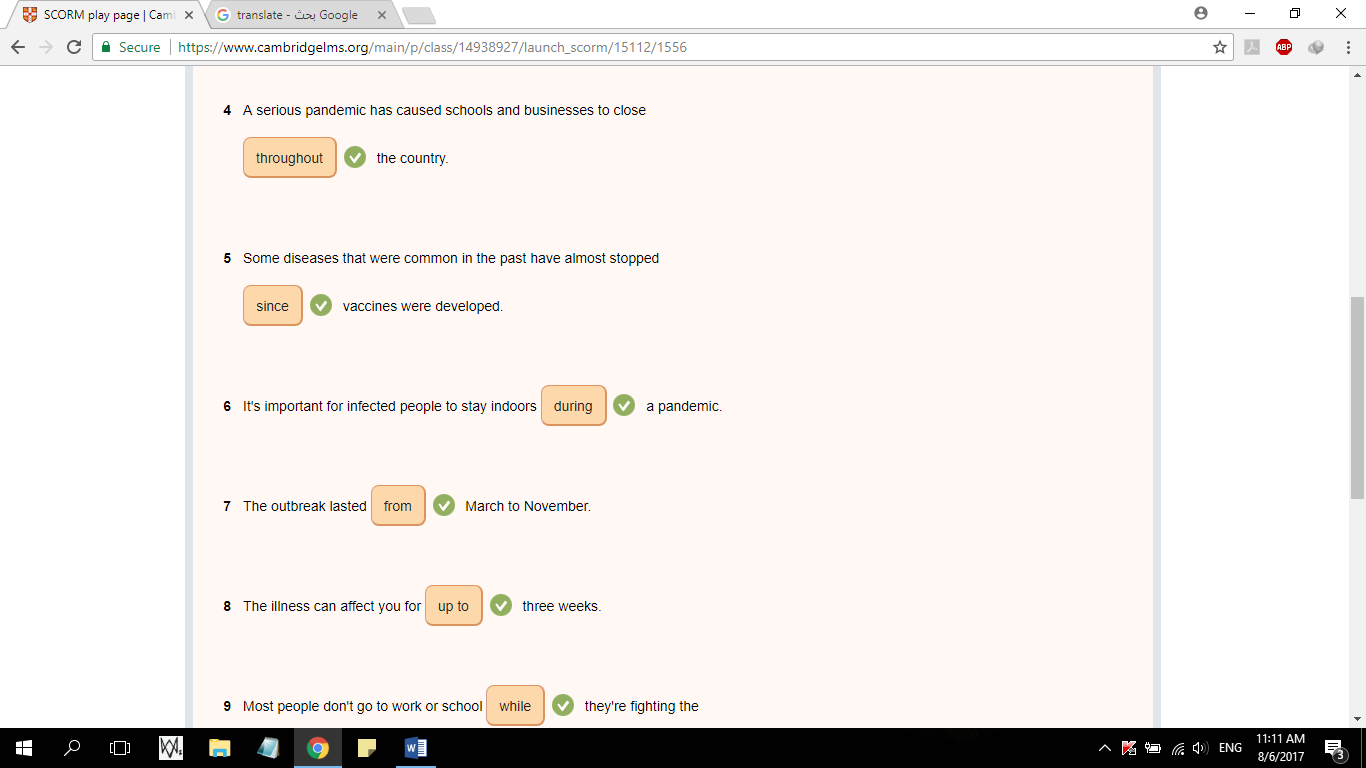 SCORM play page | Cam
translate - بحث Google
Secure | https://www.cambridgelms.org/main/p/class/14938927/launch_scorm/15112/1556
ABP
4 A serious pandemic has caused schools and businesses to close
throughout the country.
5 Some diseases that were common in the past have almost stopped
since vaccines were developed.
6 It's important for infected people to stay indoors during a pandemic.
7 The outbreak lasted from March to November.
8 The illness can affect you for up to three weeks.
9 Most people don't go to work or school while they're fighting the
ENG
11:11 AM
8/6/2017
3